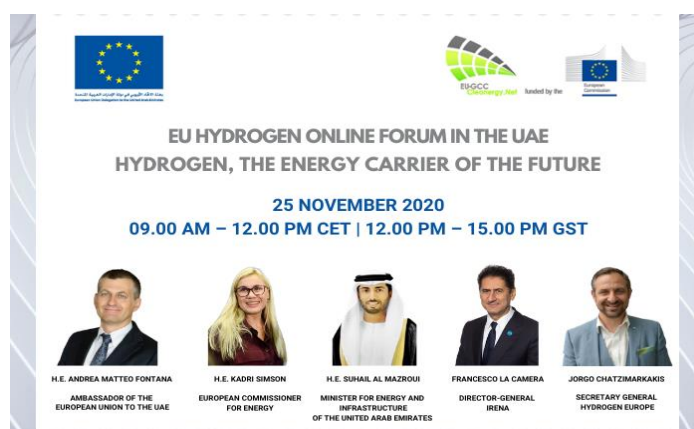 EU-GCC
Cleanergy.Net
funded by the
European
Commission
EU HYDROGEN ONLINE FORUM IN THE UAE
HYDROGEN, THE ENERGY CARRIER OF THE FUTURE
25 NOVEMBER 2020
09.00 AM – 12.00 PM CET | 12.00 PM – 15.00 PM GST
H.E. ANDREA MATTEO FONTANA
AMBASSADOR OF THE
EUROPEAN UNION TO THE UAE
H.E. KADRI SIMSON
EUROPEAN COMMISSIONER
FOR ENERGY
H.E. SUHAIL AL MAZROUI
MINISTER FOR ENERGY AND
INFRASTRUCTURE
OF THE UNITED ARAB EMIRATES
FRANCESCO LA CAMERA
DIRECTOR-GENERAL
IRENA
JORGO CHATZIMARKAKIS
SECRETARY GENERAL
HYDROGEN EUROPE